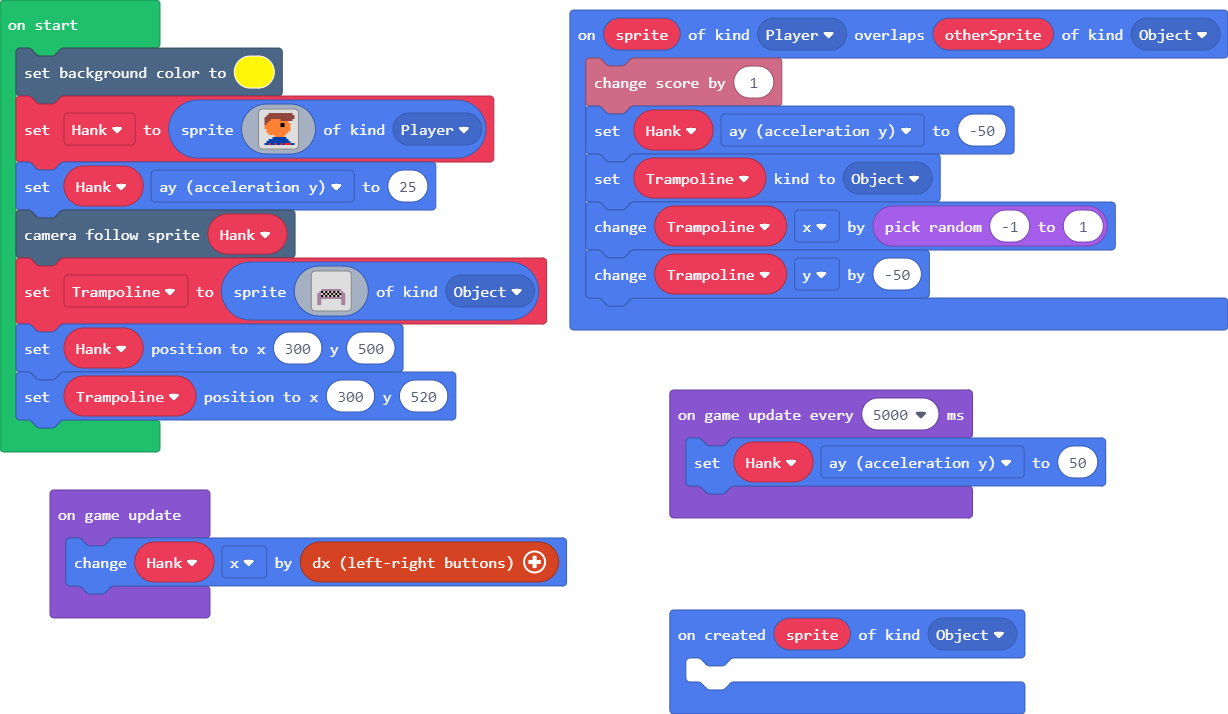 on start
set background color to
set Hank to sprite of kind Player
set Hank ay (acceleration y) to 25
camera follow sprite Hank
set Trampoline to sprite of kind Object
set Hank position to x 300 y 500
set Trampoline position to x 300 y 520
on game update
change Hank x by dx (left-right buttons)
on sprite of kind Player overlaps otherSprite of kind Object
change score by 1
set Hank ay (acceleration y) to -50
set Trampoline kind to Object
change Trampoline x by pick random -1 to 1
change Trampoline y by -50
on game update every 5000 ms
set Hank ay (acceleration y) to 50
on created sprite of kind Object